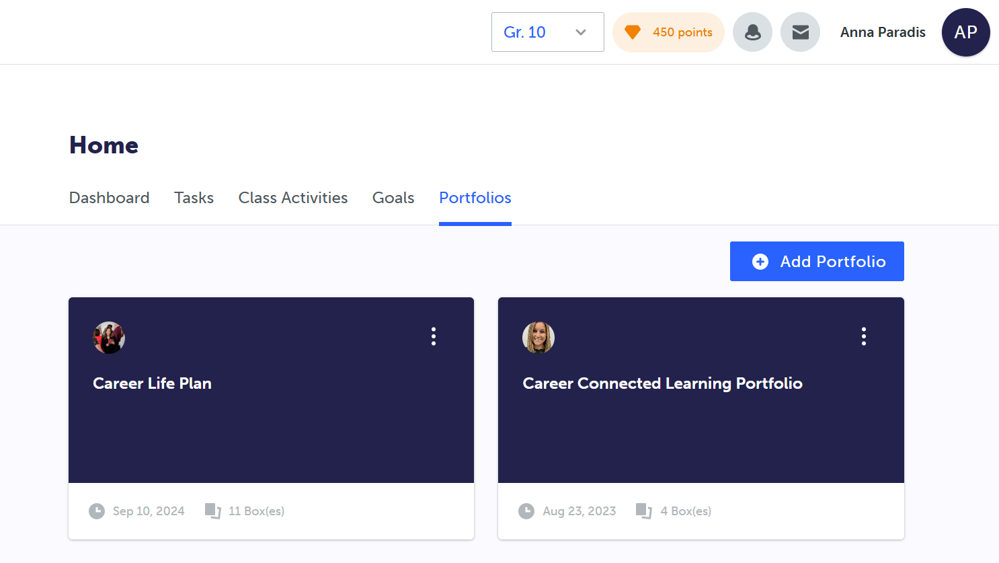 Gr. 10
450 points
Anna Paradis
AP
Home
Dashboard Tasks Class Activities Goals Portfolios
Add Portfolio
Career Life Plan
Sep 10, 2024 11 Box(es)
Career Connected Learning Portfolio
Aug 23, 2023 4 Box(es)